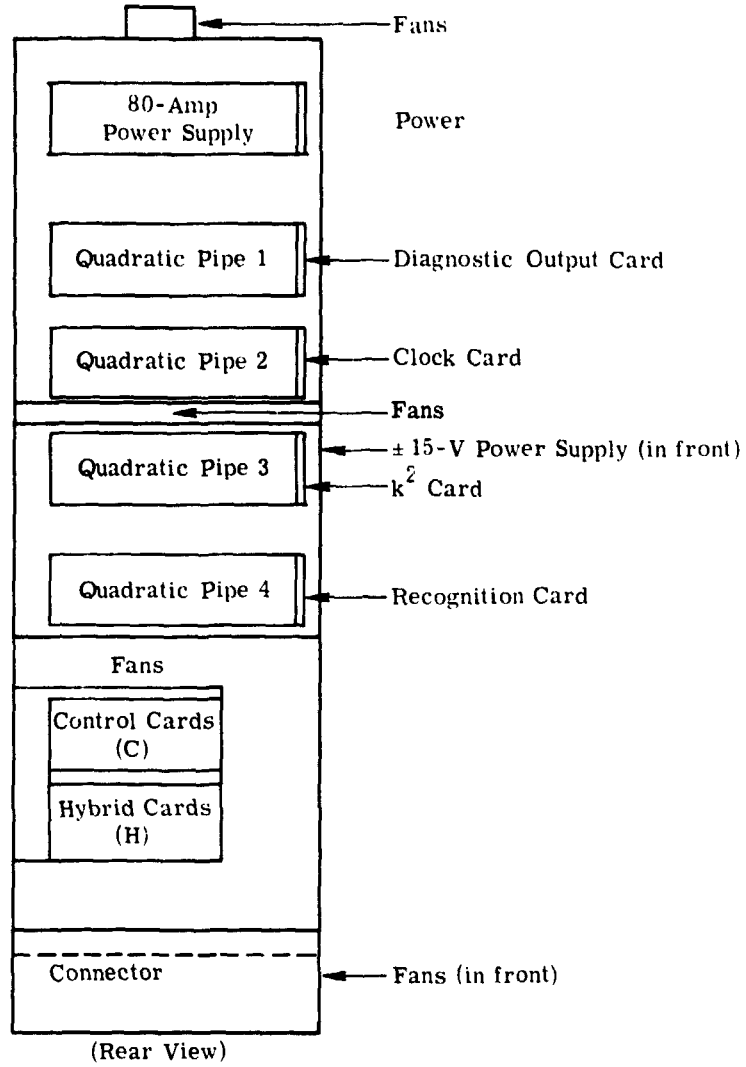 Fans
80-Amp
Power Supply
Power
Quadratic Pipe 1
Diagnostic Output Card
Quadratic Pipe 2
Clock Card
Fans
± 15-V Power Supply (in front)
Quadratic Pipe 3
k² Card
Quadratic Pipe 4
Recognition Card
Fans
Control Cards
(C)
Hybrid Cards
(H)
Connector
Fans (in front)
(Rear View)